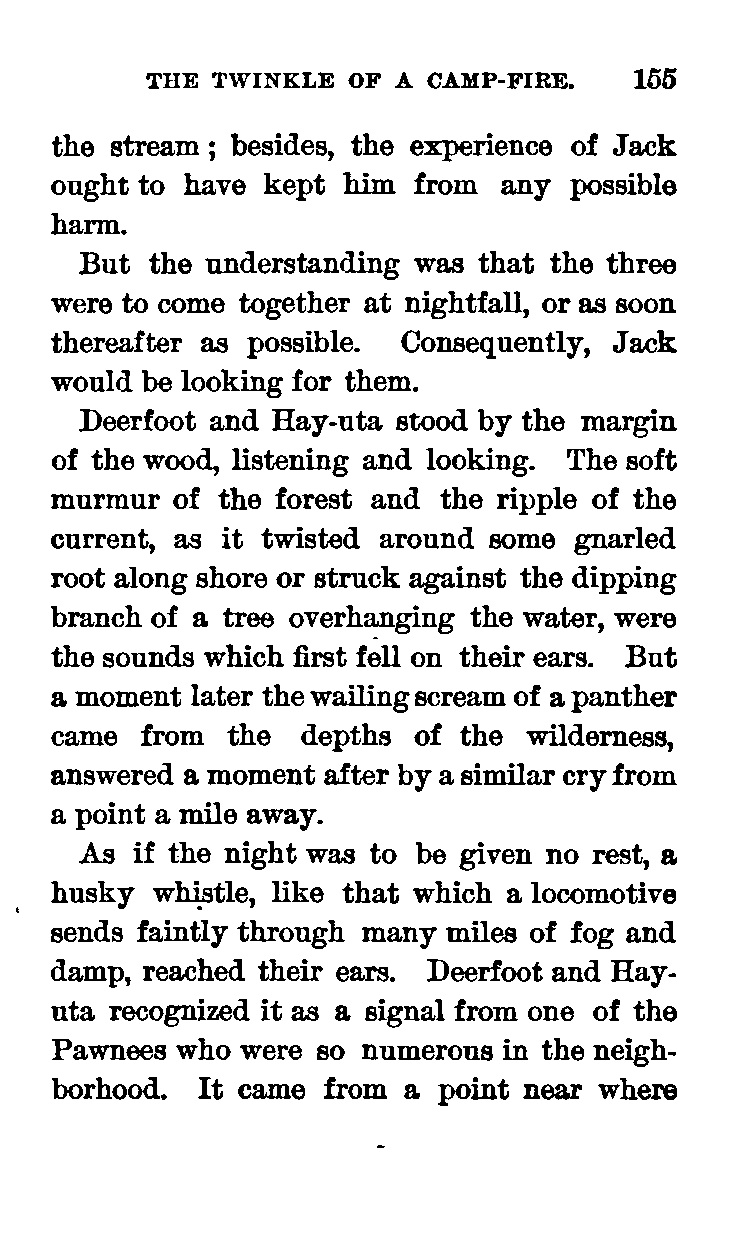 THE TWINKLE OF A CAMP-FIRE. 155
the stream; besides, the experience of Jack
ought to have kept him from any possible
harm.
But the understanding was that the three
were to come together at nightfall, or as soon
thereafter as possible. Consequently, Jack
would be looking for them.
Deerfoot and Hay-uta stood by the margin
of the wood, listening and looking. The soft
murmur of the forest and the ripple of the
current, as it twisted around some gnarled
root along shore or struck against the dipping
branch of a tree overhanging the water, were
the sounds which first fell on their ears. But
a moment later the wailing scream of a panther
came from the depths of the wilderness,
answered a moment after by a similar cry from
a point a mile away.
As if the night was to be given no rest, a
husky whistle, like that which a locomotive
sends faintly through many miles of fog and
damp, reached their ears. Deerfoot and Hay-
uta recognized it as a signal from one of the
Pawnees who were so numerous in the neigh-
borhood. It came from a point near where